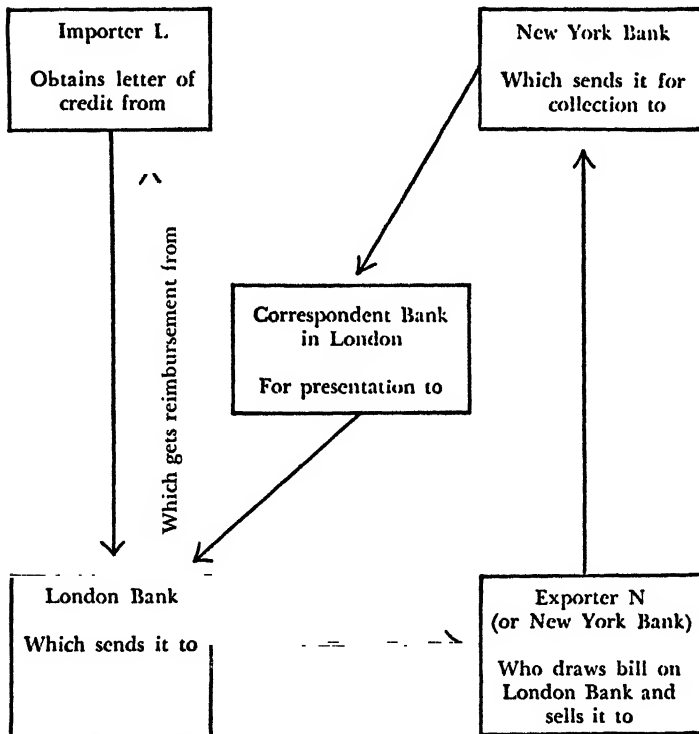 Importer L
Obtains letter of
credit from
New York Bank
Which sends it for
collection to
Which gets reimbursement from
Correspondent Bank
in London
For presentation to
London Bank
Which sends it to
Exporter N
(or New York Bank)
Who draws bill on
London Bank and
sells it to